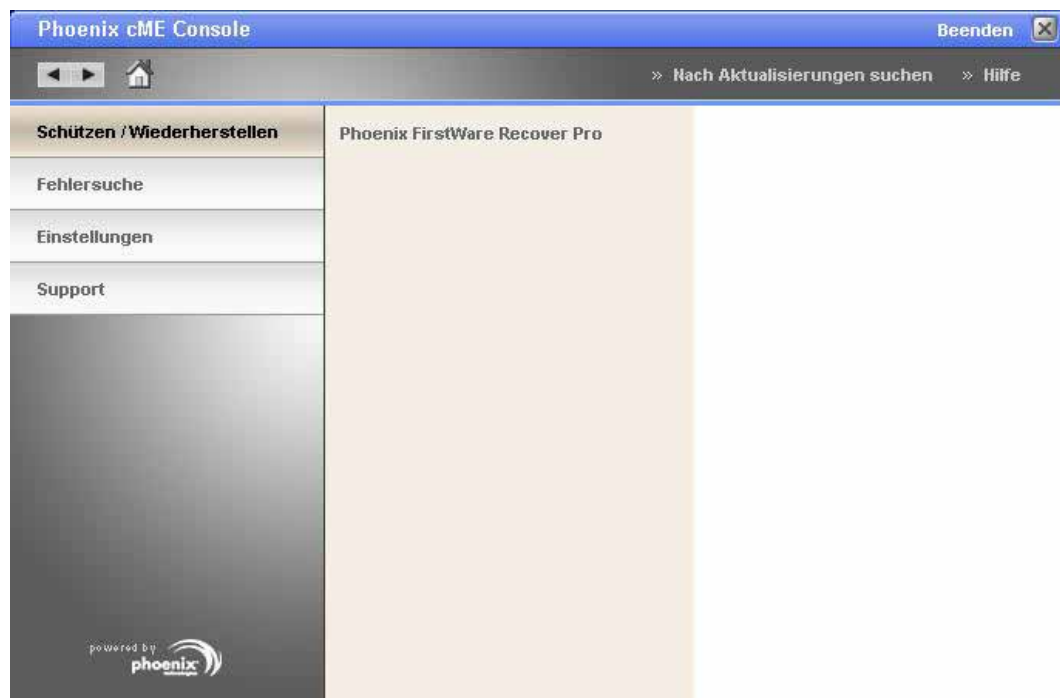 Phoenix cME Console
Beenden
» Nach Aktualisierungen suchen » Hilfe
Schützen / Wiederherstellen
Phoenix FirstWare Recover Pro
Fehlersuche
Einstellungen
Support
powered by
phoenix